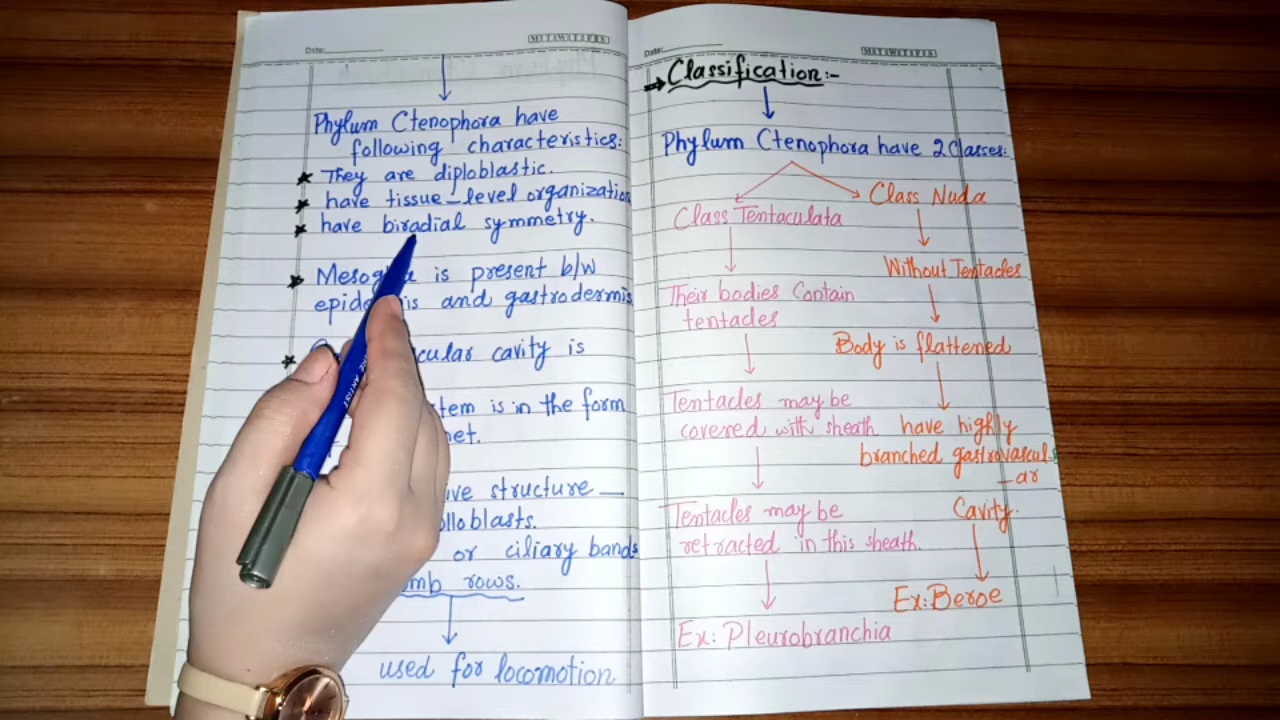 Date:
M T W T F S
Phylum Ctenophora have
following characteristics:
They are diploblastic.
have tissue-level organization
have biradial symmetry.
is present b/w
and gastrodermis
cavity is
is in the form
structure
or ciliary bands
rows.
used for locomotion
Date:
M T W T F S
Classification:-
Phylum Ctenophora have 2 Classes:
Class Tentaculata
Their bodies Contain
tentacles
Tentacles may be
covered with sheath
Tentacles may be
retracted in this sheath.
Ex: Pleurobranchia
Class Nuda
Without Tentacles
Body is flattened
have highly
branched gastrovascul
-ar
Cavity.
Ex: Beroe